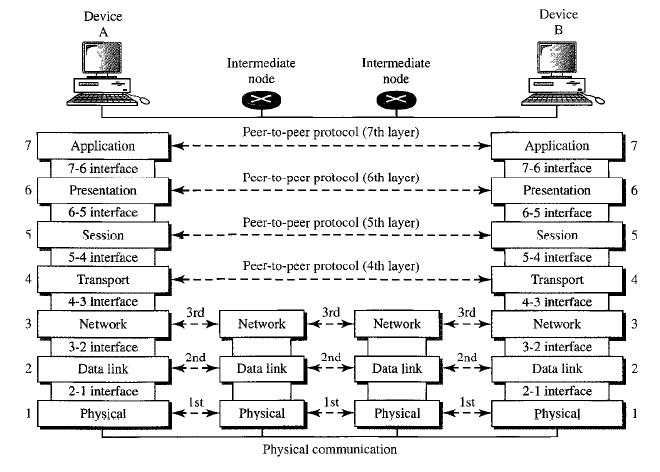 Device
A
Device
B
Intermediate
node
Intermediate
node
Peer-to-peer protocol (7th layer)
7 Application Application 7
7-6 interface 7-6 interface
Peer-to-peer protocol (6th layer)
6 Presentation Presentation 6
6-5 interface 6-5 interface
Peer-to-peer protocol (5th layer)
5 Session Session 5
5-4 interface 5-4 interface
Peer-to-peer protocol (4th layer)
4 Transport Transport 4
4-3 interface 4-3 interface
3 Network 3rd Network 3rd Network 3rd Network 3
3-2 interface 3-2 interface
2 Data link 2nd Data link 2nd Data link 2nd Data link 2
2-1 interface 2-1 interface
1 Physical 1st Physical 1st Physical 1st Physical 1
Physical communication